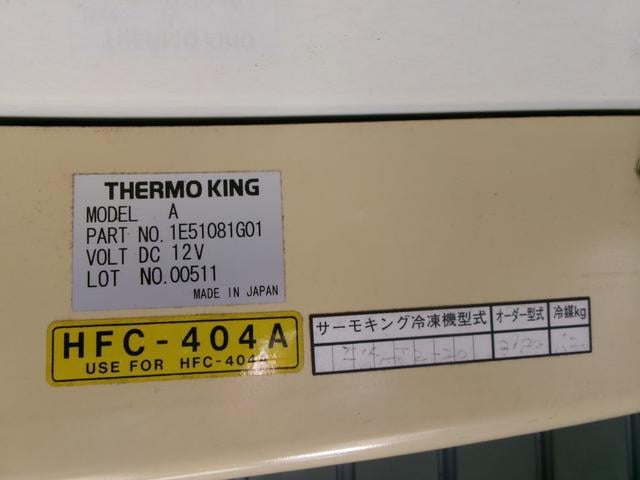 THERMO KING
MODEL A
PART NO. 1E51081G01
VOLT DC 12V
LOT NO.00511
MADE IN JAPAN
HFC-404A
USE FOR HFC-404A
サーモキング冷凍機型式 オーダー型式 冷媒kg